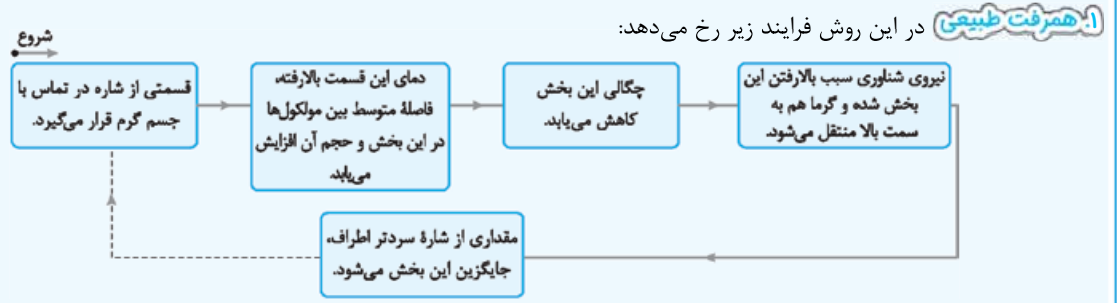 ۱. همرفت طبیعی در این روش فرایند زیر رخ می‌دهد:
شروع
قسمتی از شاره در تماس با
جسم گرم قرار می‌گیرد.
دمای این قسمت بالارفته،
فاصلهٔ متوسط بین مولکول‌ها
در این بخش و حجم آن افزایش
می‌یابد.
چگالی این بخش
کاهش می‌یابد.
نیروی شناوری سبب بالارفتن این
بخش شده و گرما هم به
سمت بالا منتقل می‌شود.
مقداری از شارهٔ سردتر اطراف،
جایگزین این بخش می‌شود.